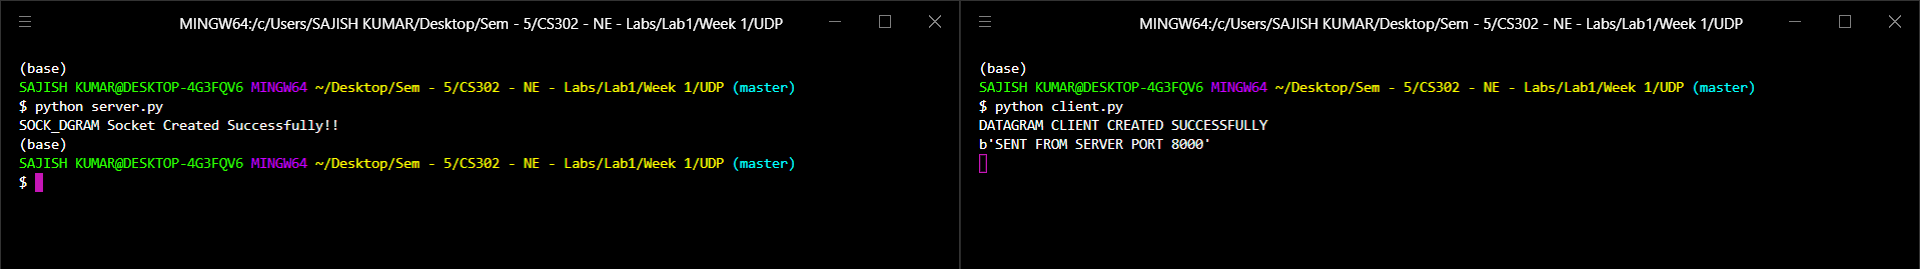 MINGW64:/c/Users/SAJISH KUMAR/Desktop/Sem - 5/CS302 - NE - Labs/Lab1/Week 1/UDP
(base)
SAJISH KUMAR@DESKTOP-4G3FQV6 MINGW64 ~/Desktop/Sem - 5/CS302 - NE - Labs/Lab1/Week 1/UDP (master)
$ python server.py
SOCK_DGRAM Socket Created Successfully!!
(base)
SAJISH KUMAR@DESKTOP-4G3FQV6 MINGW64 ~/Desktop/Sem - 5/CS302 - NE - Labs/Lab1/Week 1/UDP (master)
$
MINGW64:/c/Users/SAJISH KUMAR/Desktop/Sem - 5/CS302 - NE - Labs/Lab1/Week 1/UDP
(base)
SAJISH KUMAR@DESKTOP-4G3FQV6 MINGW64 ~/Desktop/Sem - 5/CS302 - NE - Labs/Lab1/Week 1/UDP (master)
$ python client.py
DATAGRAM CLIENT CREATED SUCCESSFULLY
b'SENT FROM SERVER PORT 8000'